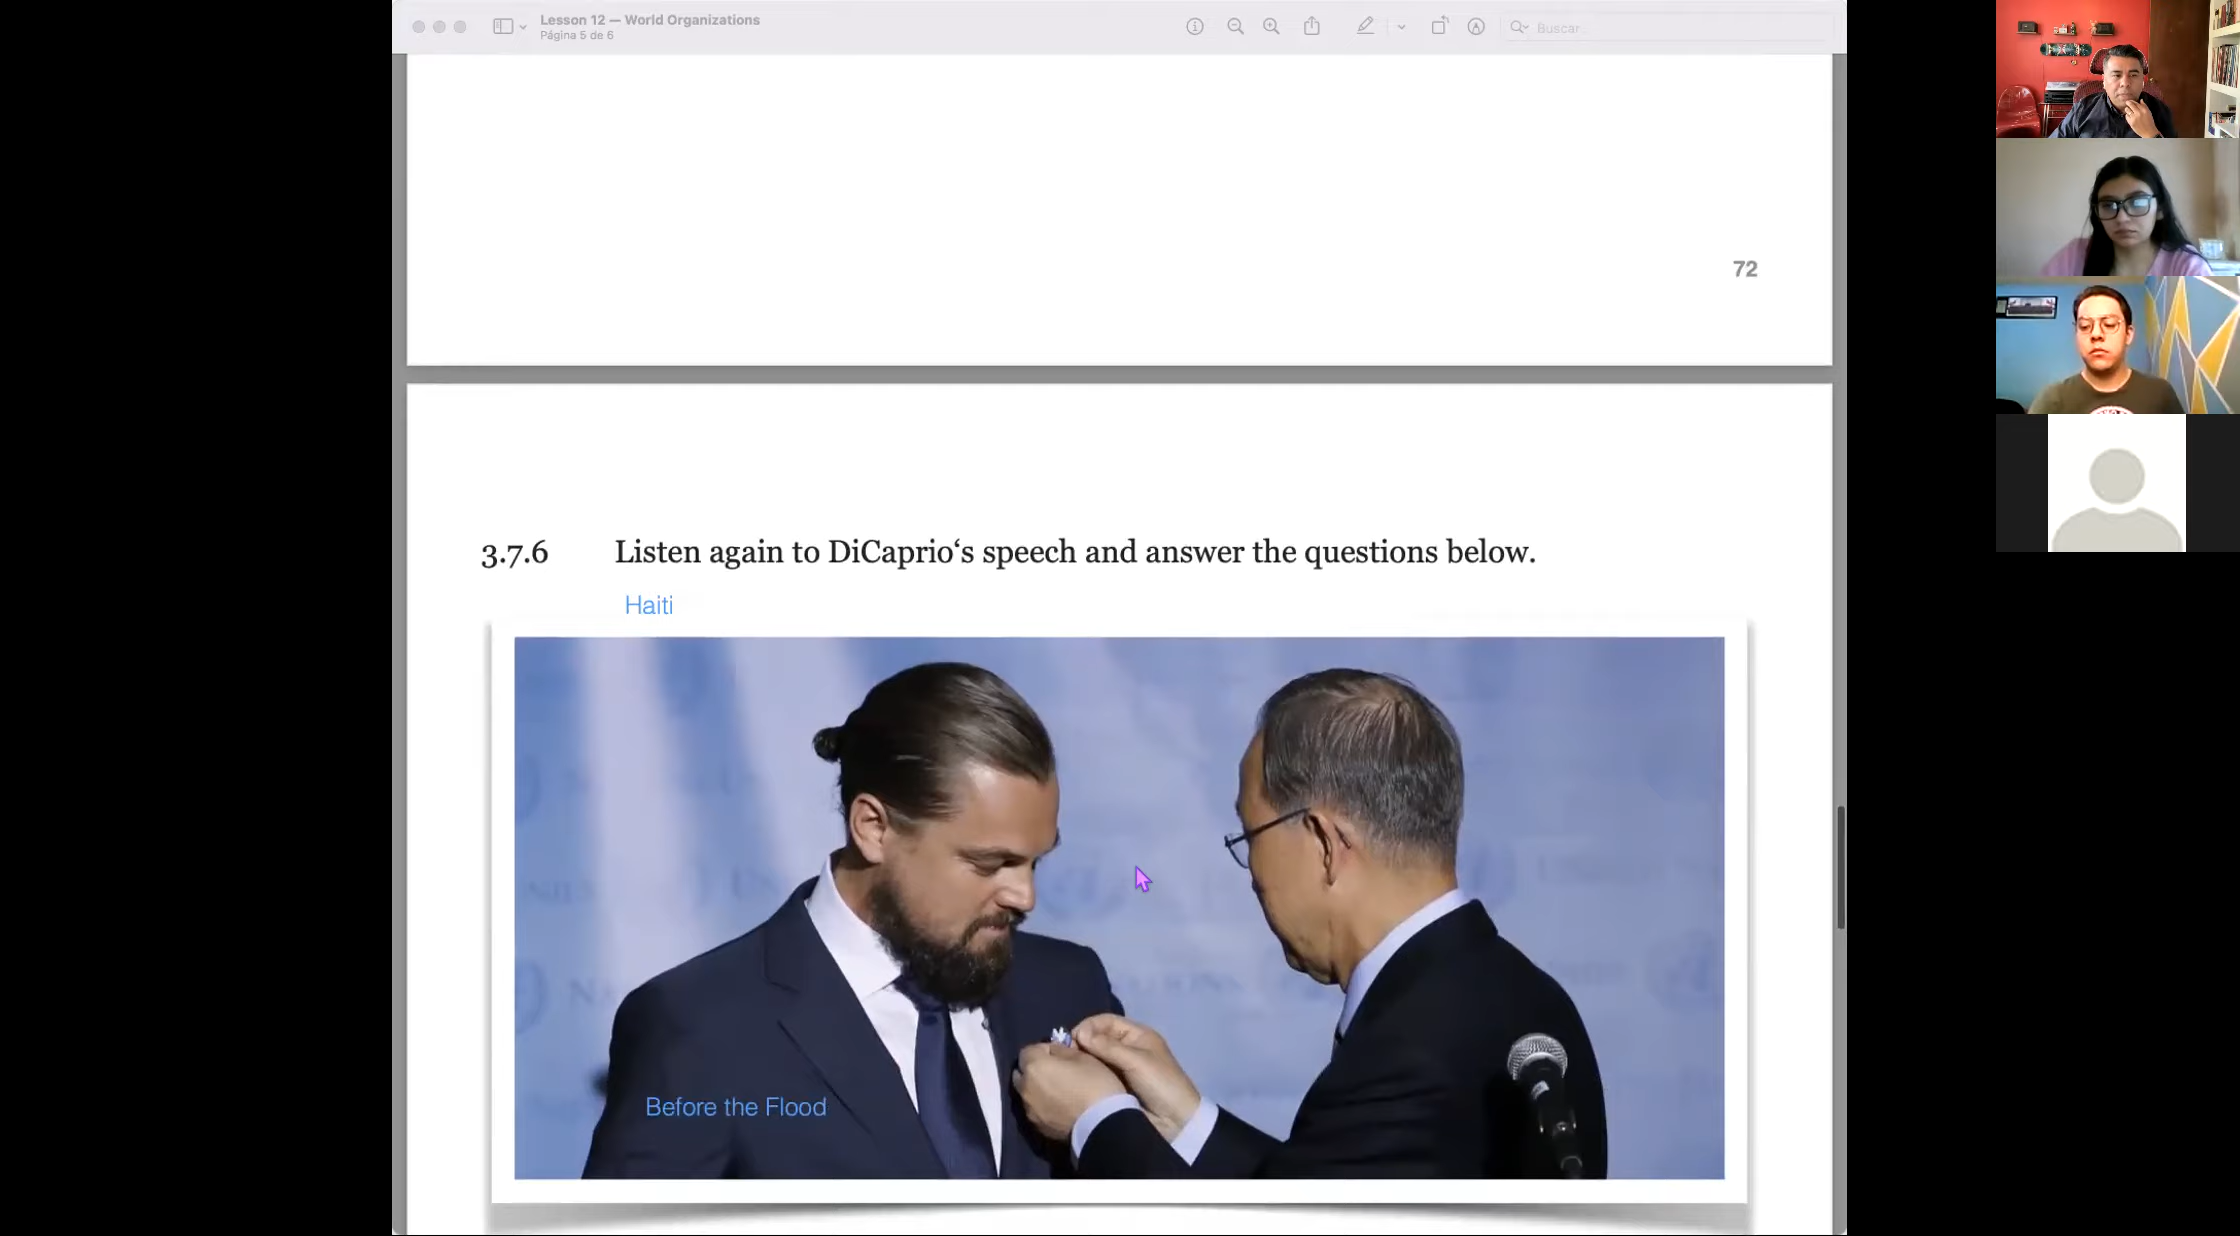 Lesson 12 — World Organizations
Página 5 de 6
Buscar
72
3.7.6 Listen again to DiCaprio‘s speech and answer the questions below.
Haiti
Before the Flood